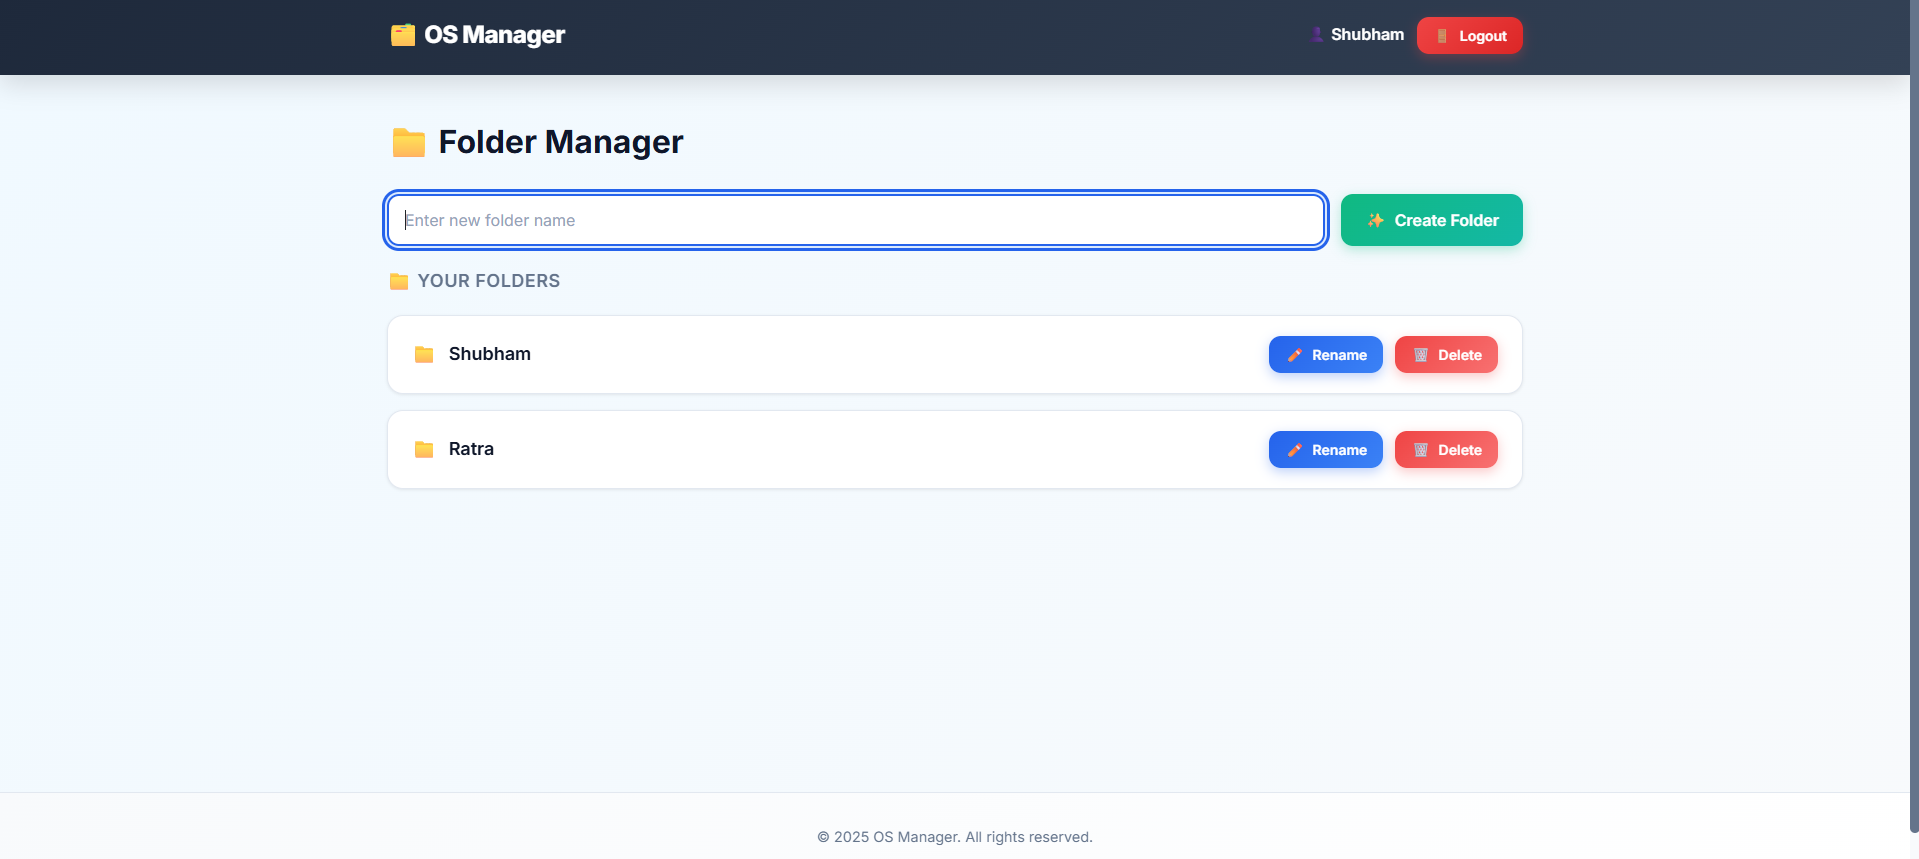 OS Manager
Shubham
Logout
Folder Manager
Enter new folder name
Create Folder
YOUR FOLDERS
Shubham
Rename
Delete
Ratra
Rename
Delete
© 2025 OS Manager. All rights reserved.